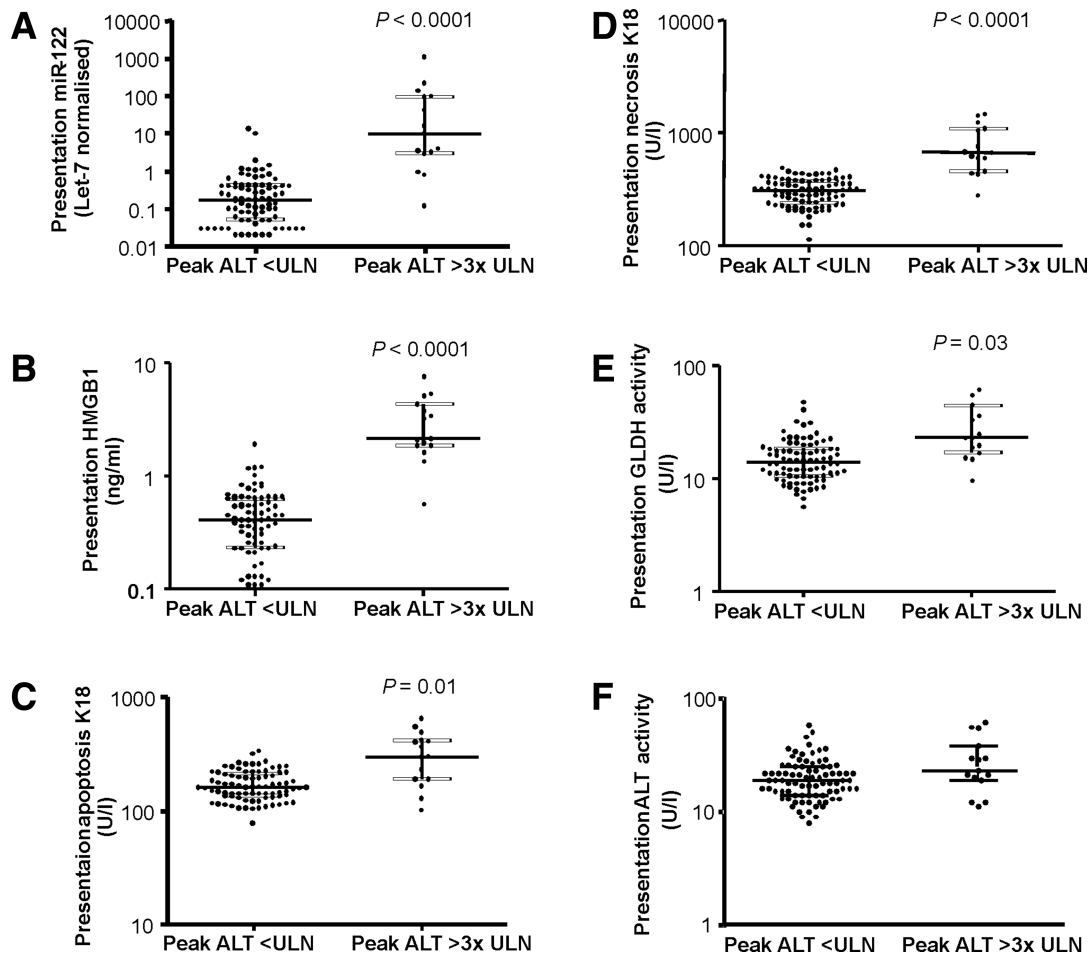 A
P < 0.0001
Presentation miR-122
(Let-7 normalised)
10000
1000
100
10
1
0.1
0.01
Peak ALT <ULN
Peak ALT >3x ULN
D
P < 0.0001
Presentation necrosis K18
(U/l)
10000
1000
100
Peak ALT <ULN
Peak ALT >3x ULN
B
P < 0.0001
Presentation HMGB1
(ng/ml)
10
1
0.1
Peak ALT <ULN
Peak ALT >3x ULN
E
P = 0.03
Presentation GLDH activity
(U/l)
100
10
1
Peak ALT <ULN
Peak ALT >3x ULN
C
P = 0.01
Presentaionapoptosis K18
(U/l)
1000
100
10
Peak ALT <ULN
Peak ALT >3x ULN
F
PresentationALT activity
(U/l)
100
10
1
Peak ALT <ULN
Peak ALT >3x ULN